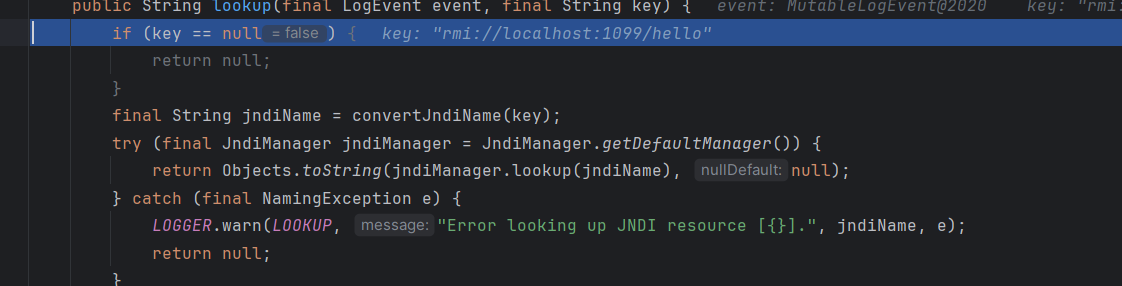 public String lookup(final LogEvent event, final String key) { event: MutableLogEvent@2020 key: "rmi:
if (key == null = false ) { key: "rmi://localhost:1099/hello"
return null;
}
final String jndiName = convertJndiName(key);
try (final JndiManager jndiManager = JndiManager.getDefaultManager()) {
return Objects.toString(jndiManager.lookup(jndiName), nullDefault: null);
} catch (final NamingException e) {
LOGGER.warn(LOOKUP, message: "Error looking up JNDI resource [{}].", jndiName, e);
return null;
}